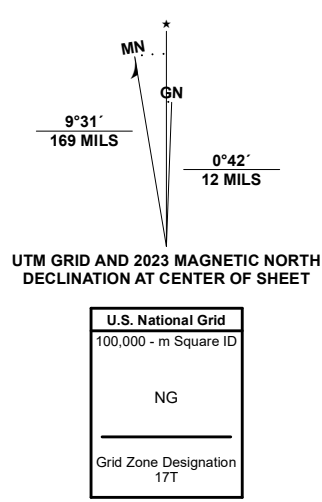 ★
MN
GN
9°31´
169 MILS
0°42´
12 MILS
UTM GRID AND 2023 MAGNETIC NORTH
DECLINATION AT CENTER OF SHEET
U.S. National Grid
100,000 - m Square ID
NG
Grid Zone Designation
17T